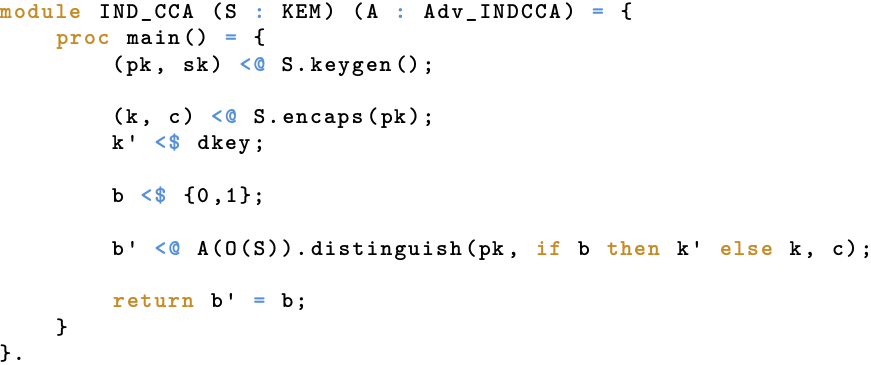 module IND_CCA (S : KEM) (A : Adv_INDCCA) = {
proc main() = {
(pk, sk) <@ S.keygen();
(k, c) <@ S.encaps(pk);
k' <$ dkey;
b <$ {0,1};
b' <@ A(O(S)).distinguish(pk, if b then k' else k, c);
return b' = b;
}
}.